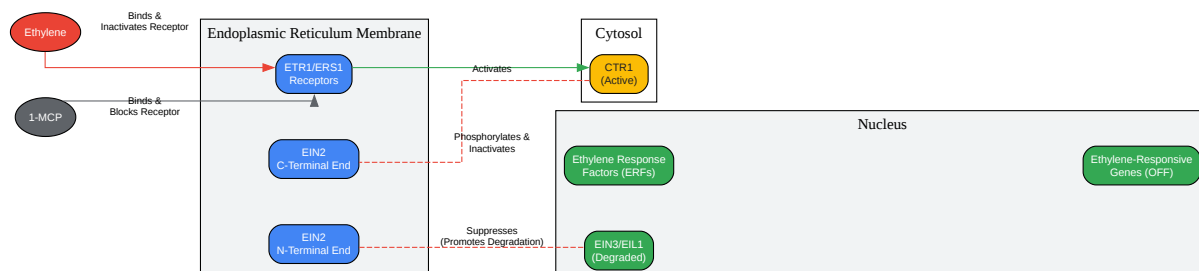 Binds &
Inactivates Receptor
Ethylene
Endoplasmic Reticulum Membrane
Cytosol
ETR1/ERS1
Receptors
Activates
CTR1
(Active)
1-MCP
Binds &
Blocks Receptor
Nucleus
Phosphorylates &
Inactivates
EIN2
C-Terminal End
Ethylene Response
Factors (ERFs)
Ethylene-Responsive
Genes (OFF)
EIN2
N-Terminal End
Suppresses
(Promotes Degradation)
EIN3/EIL1
(Degraded)